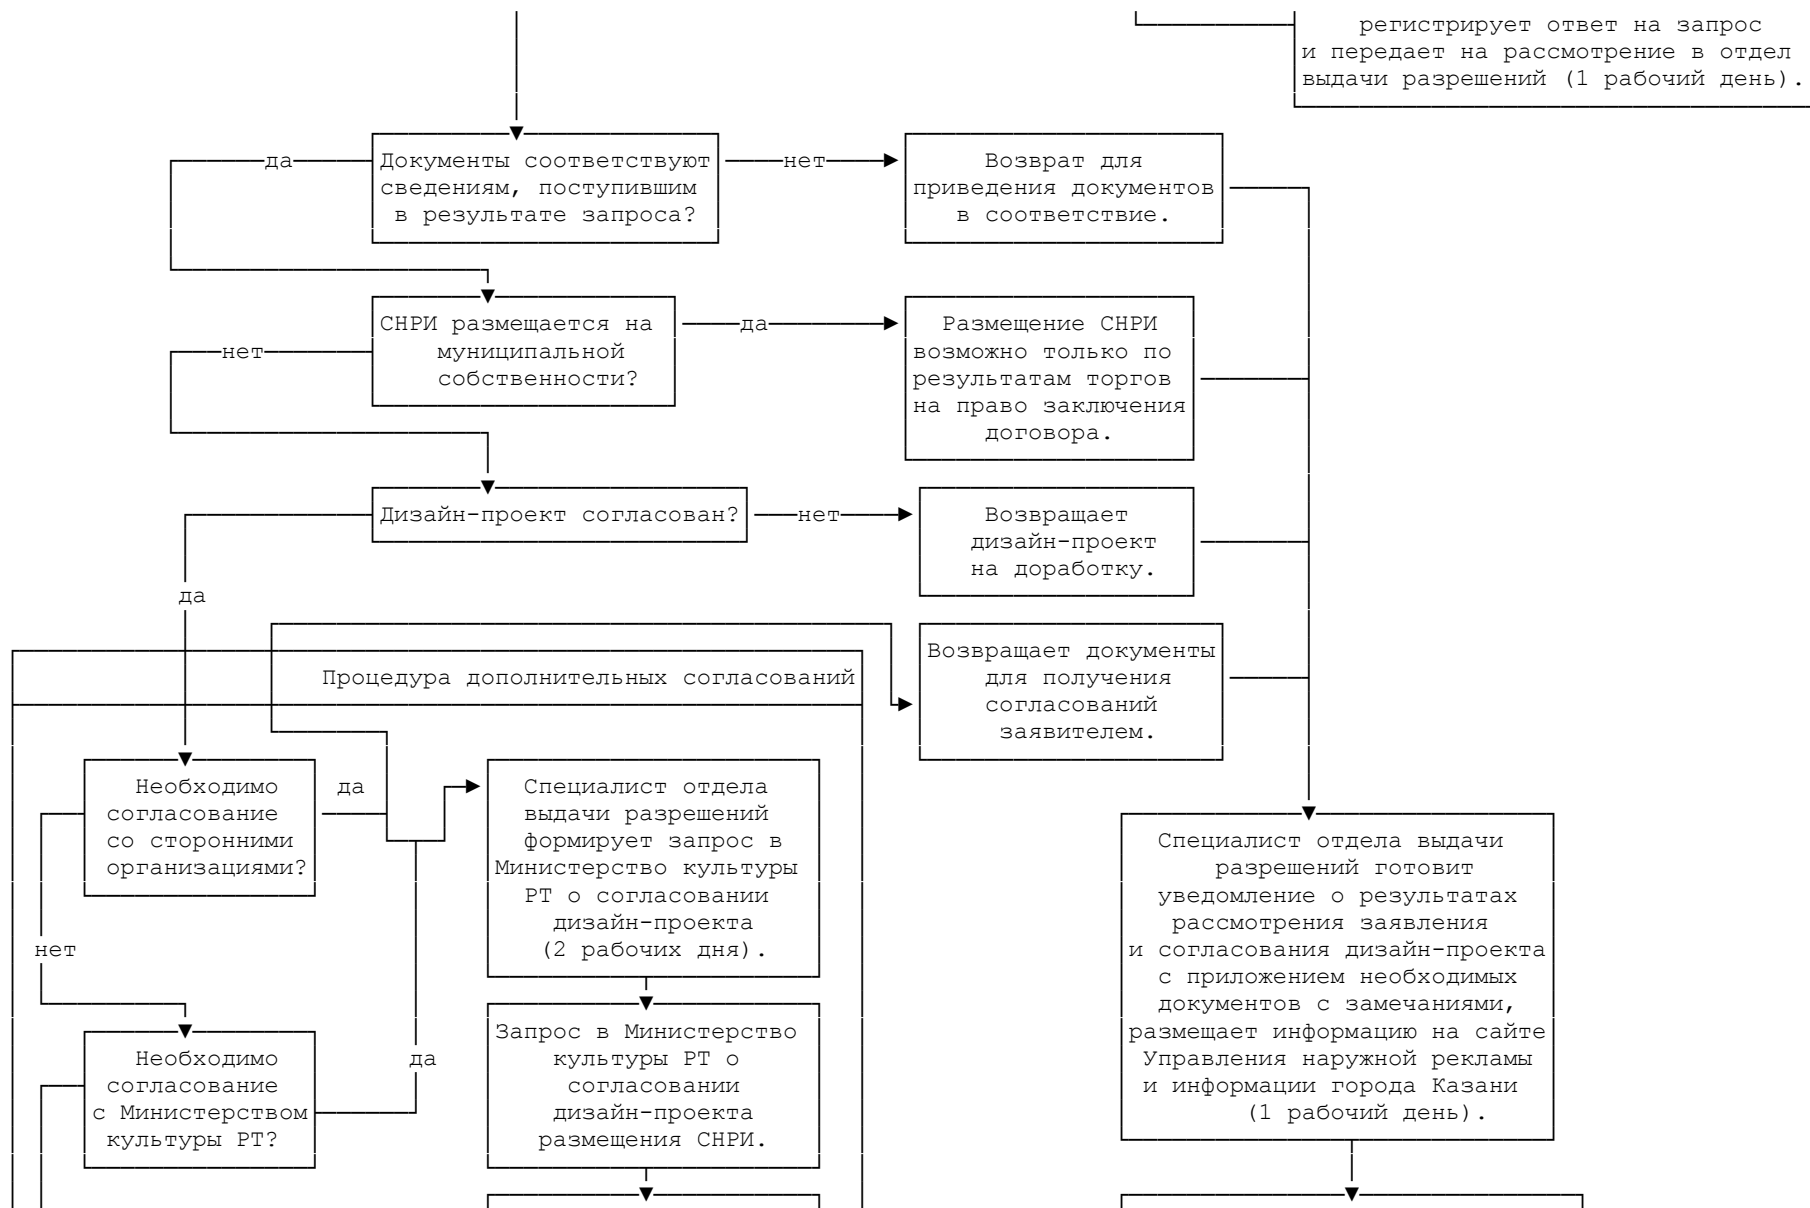 регистрирует ответ на запрос
и передает на рассмотрение в отдел
выдачи разрешений (1 рабочий день).
да
Документы соответствуют
сведениям, поступившим
в результате запроса?
нет
Возврат для
приведения документов
в соответствие.
СНРИ размещается на
муниципальной
собственности?
да
нет
Размещение СНРИ
возможно только по
результатам торгов
на право заключения
договора.
Дизайн-проект согласован?
нет
Возвращает
дизайн-проект
на доработку.
да
Возвращает документы
для получения
согласований
заявителем.
Процедура дополнительных согласований
Необходимо
согласование
со сторонними
организациями?
да
Специалист отдела
выдачи разрешений
формирует запрос в
Министерство культуры
РТ о согласовании
дизайн-проекта
(2 рабочих дня).
Специалист отдела выдачи
разрешений готовит
уведомление о результатах
рассмотрения заявления
и согласования дизайн-проекта
с приложением необходимых
документов с замечаниями,
размещает информацию на сайте
Управления наружной рекламы
и информации города Казани
(1 рабочий день).
нет
Необходимо
согласование
с Министерством
культуры РТ?
да
Запрос в Министерство
культуры РТ о
согласовании
дизайн-проекта
размещения СНРИ.